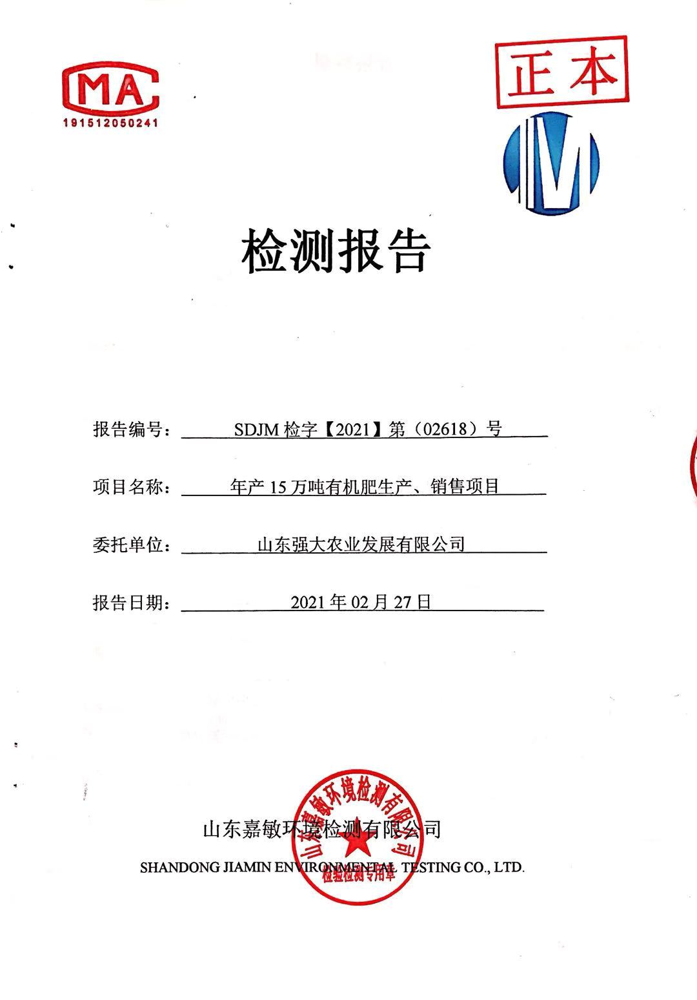 MA
191512050241
正本
检测报告
报告编号： SDJM 检字【2021】第（02618）号
项目名称： 年产 15 万吨有机肥生产、销售项目
委托单位： 山东强大农业发展有限公司
报告日期： 2021 年 02 月 27 日
山东嘉敏环境检测有限公司
山东嘉敏环境检测有限公司
SHANDONG JIAMIN ENVIRONMENTAL TESTING CO., LTD.
检验检测专用章